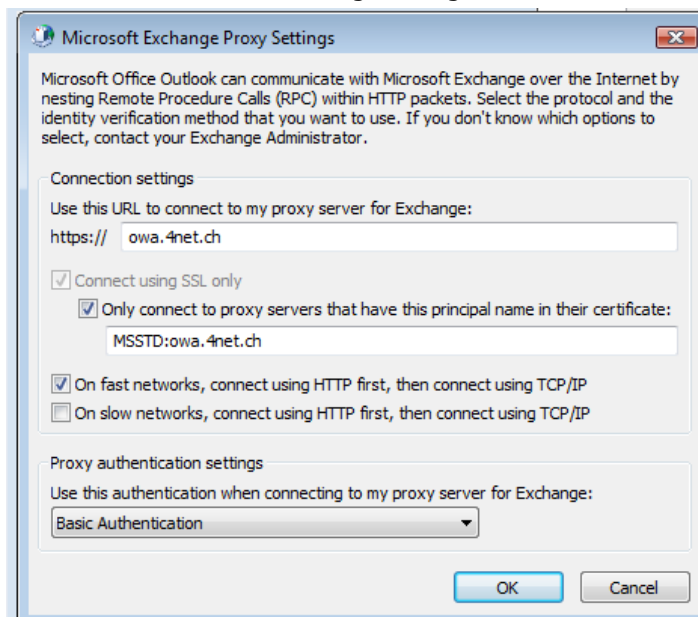 Microsoft Exchange Proxy Settings
Microsoft Office Outlook can communicate with Microsoft Exchange over the Internet by
nesting Remote Procedure Calls (RPC) within HTTP packets. Select the protocol and the
identity verification method that you want to use. If you don't know which options to
select, contact your Exchange Administrator.
Connection settings
Use this URL to connect to my proxy server for Exchange:
https:// owa.4net.ch
Connect using SSL only
Only connect to proxy servers that have this principal name in their certificate:
MSSTD:owa.4net.ch
On fast networks, connect using HTTP first, then connect using TCP/IP
On slow networks, connect using HTTP first, then connect using TCP/IP
Proxy authentication settings
Use this authentication when connecting to my proxy server for Exchange:
Basic Authentication
OK Cancel